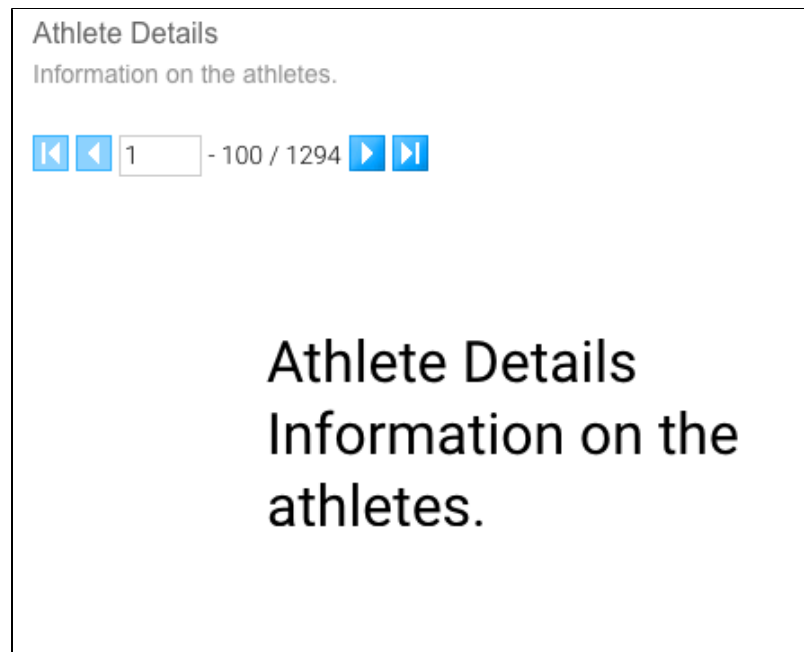 Athlete Details
Information on the athletes.
1 - 100 / 1294
Athlete Details
Information on the
athletes.